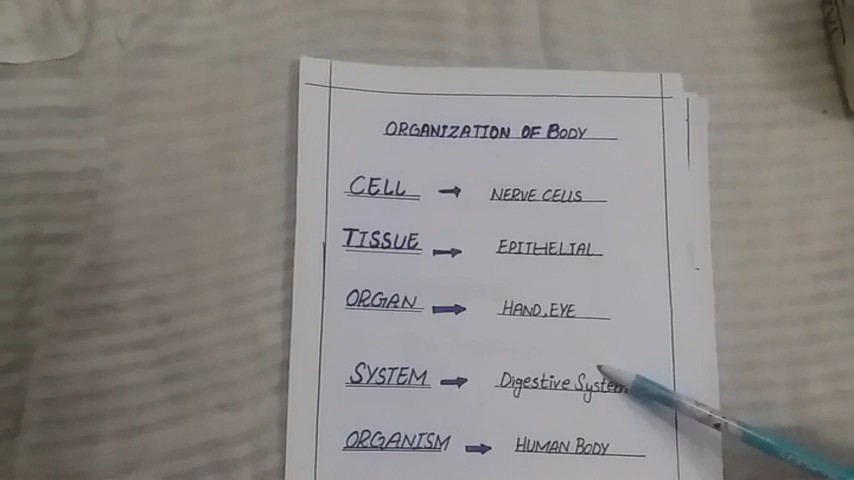 ORGANIZATION OF BODY
CELL → NERVE CELLS
TISSUE → EPITHELIAL
ORGAN → HAND, EYE
SYSTEM → Digestive System
ORGANISM → HUMAN BODY